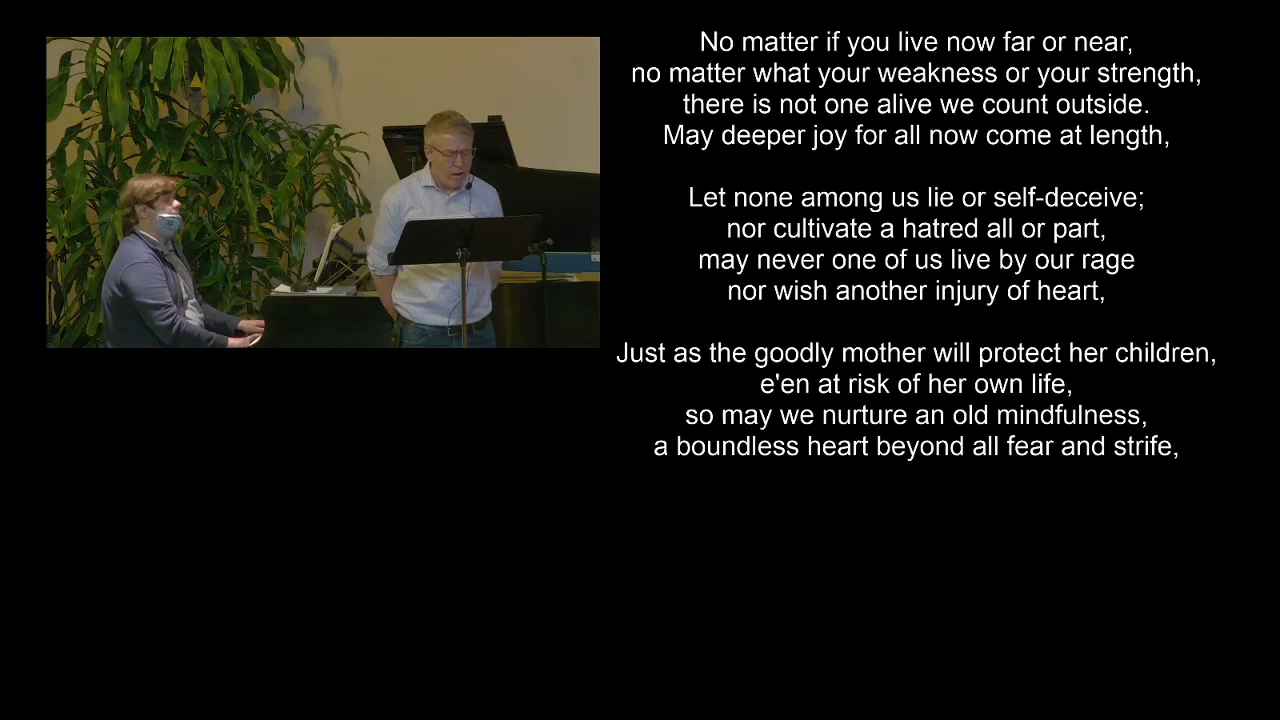 No matter if you live now far or near,
no matter what your weakness or your strength,
there is not one alive we count outside.
May deeper joy for all now come at length,
Let none among us lie or self-deceive;
nor cultivate a hatred all or part,
may never one of us live by our rage
nor wish another injury of heart,
Just as the goodly mother will protect her children,
e'en at risk of her own life,
so may we nurture an old mindfulness,
a boundless heart beyond all fear and strife,